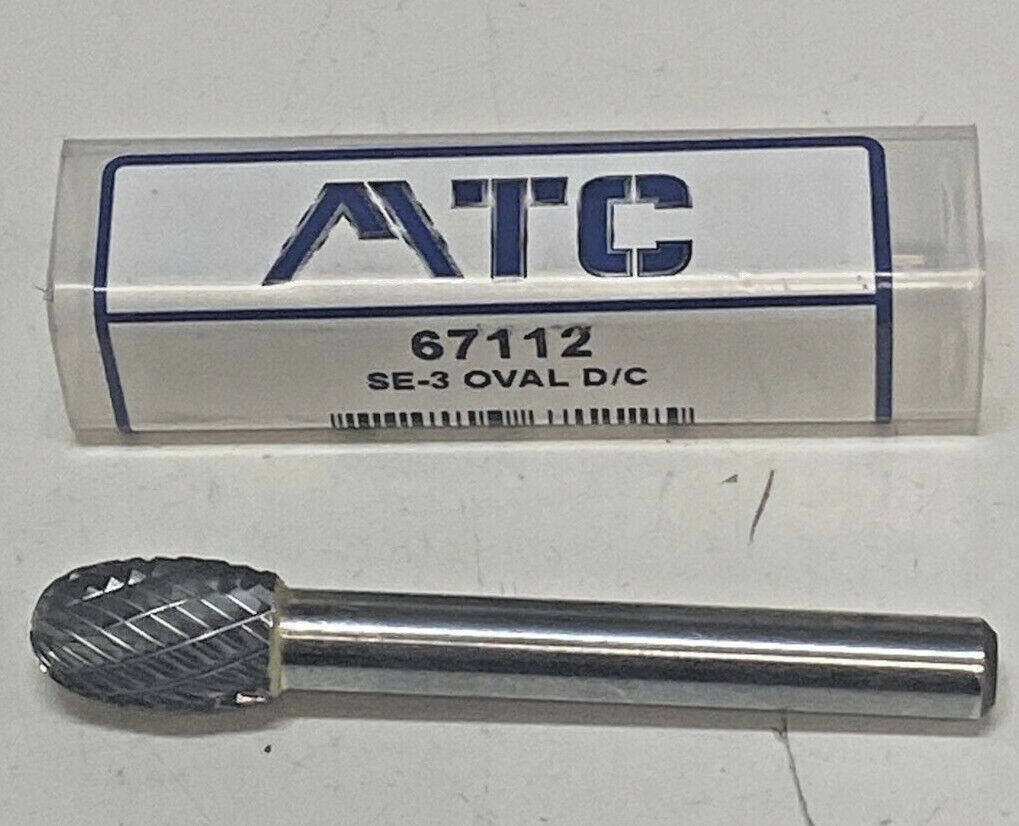 ATC
67112
SE-3 OVAL D/C